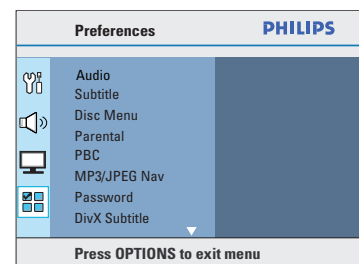 Preferences
PHILIPS
Audio
Subtitle
Disc Menu
Parental
PBC
MP3/JPEG Nav
Password
DivX Subtitle
Press OPTIONS to exit menu